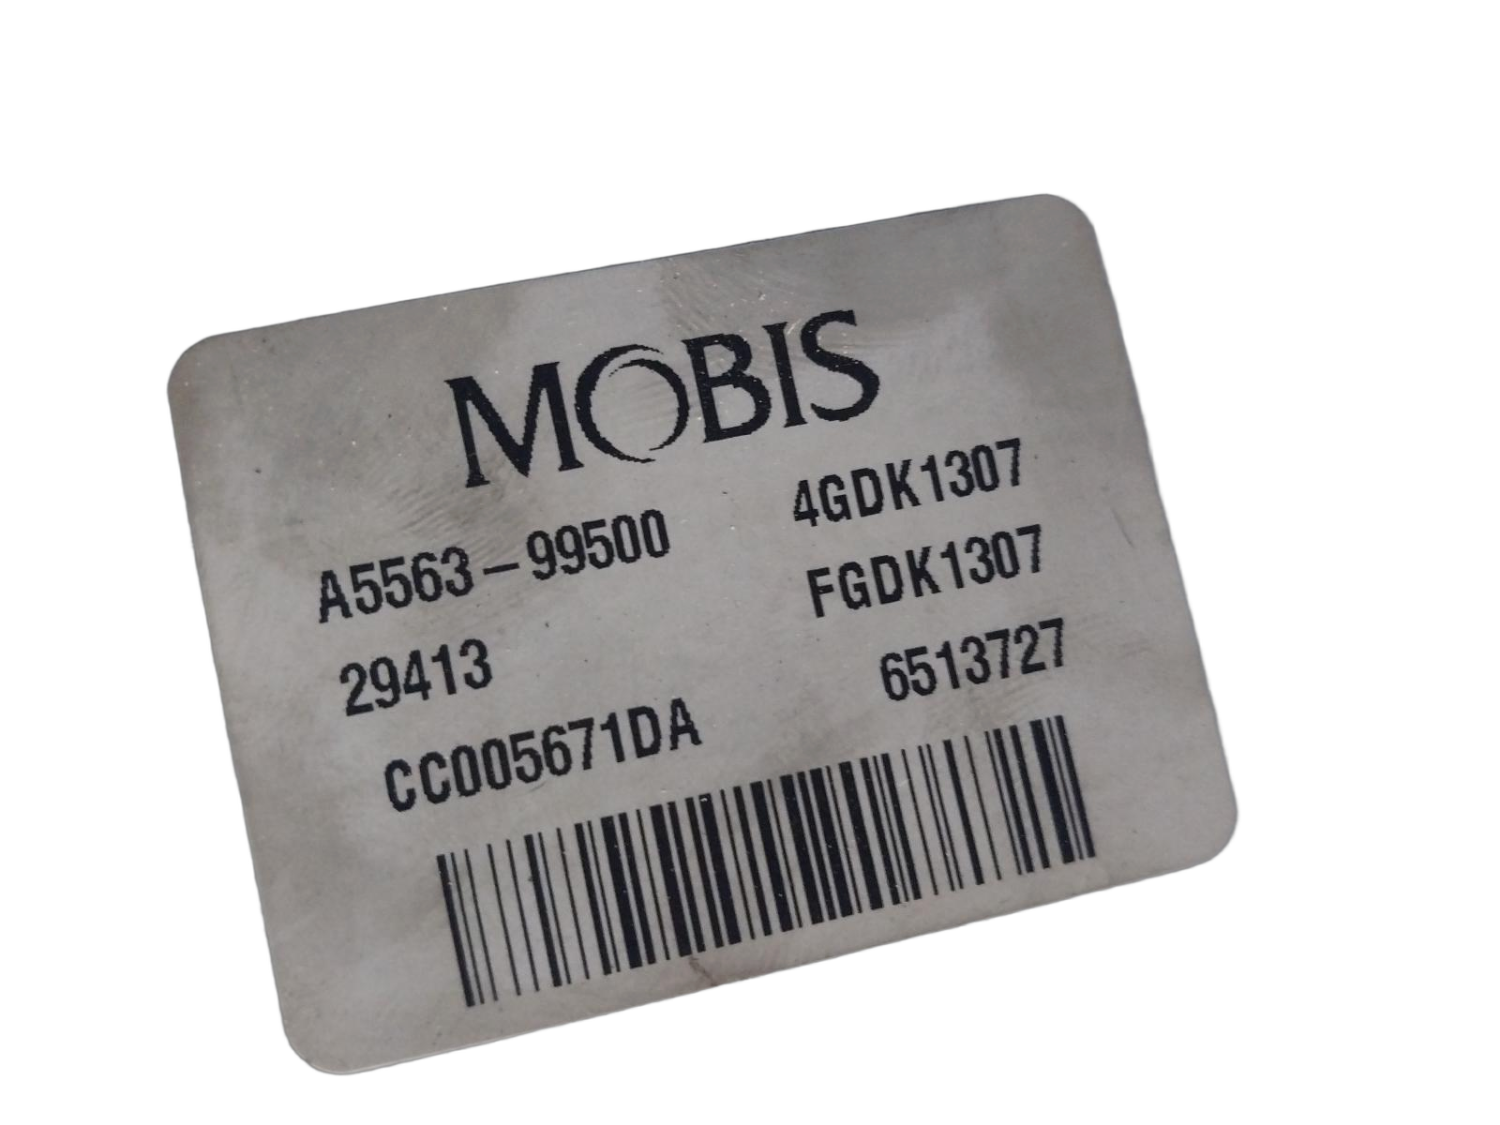 MOBIS
A5563-99500 4GDK1307
29413 FGDK1307
CC005671DA 6513727